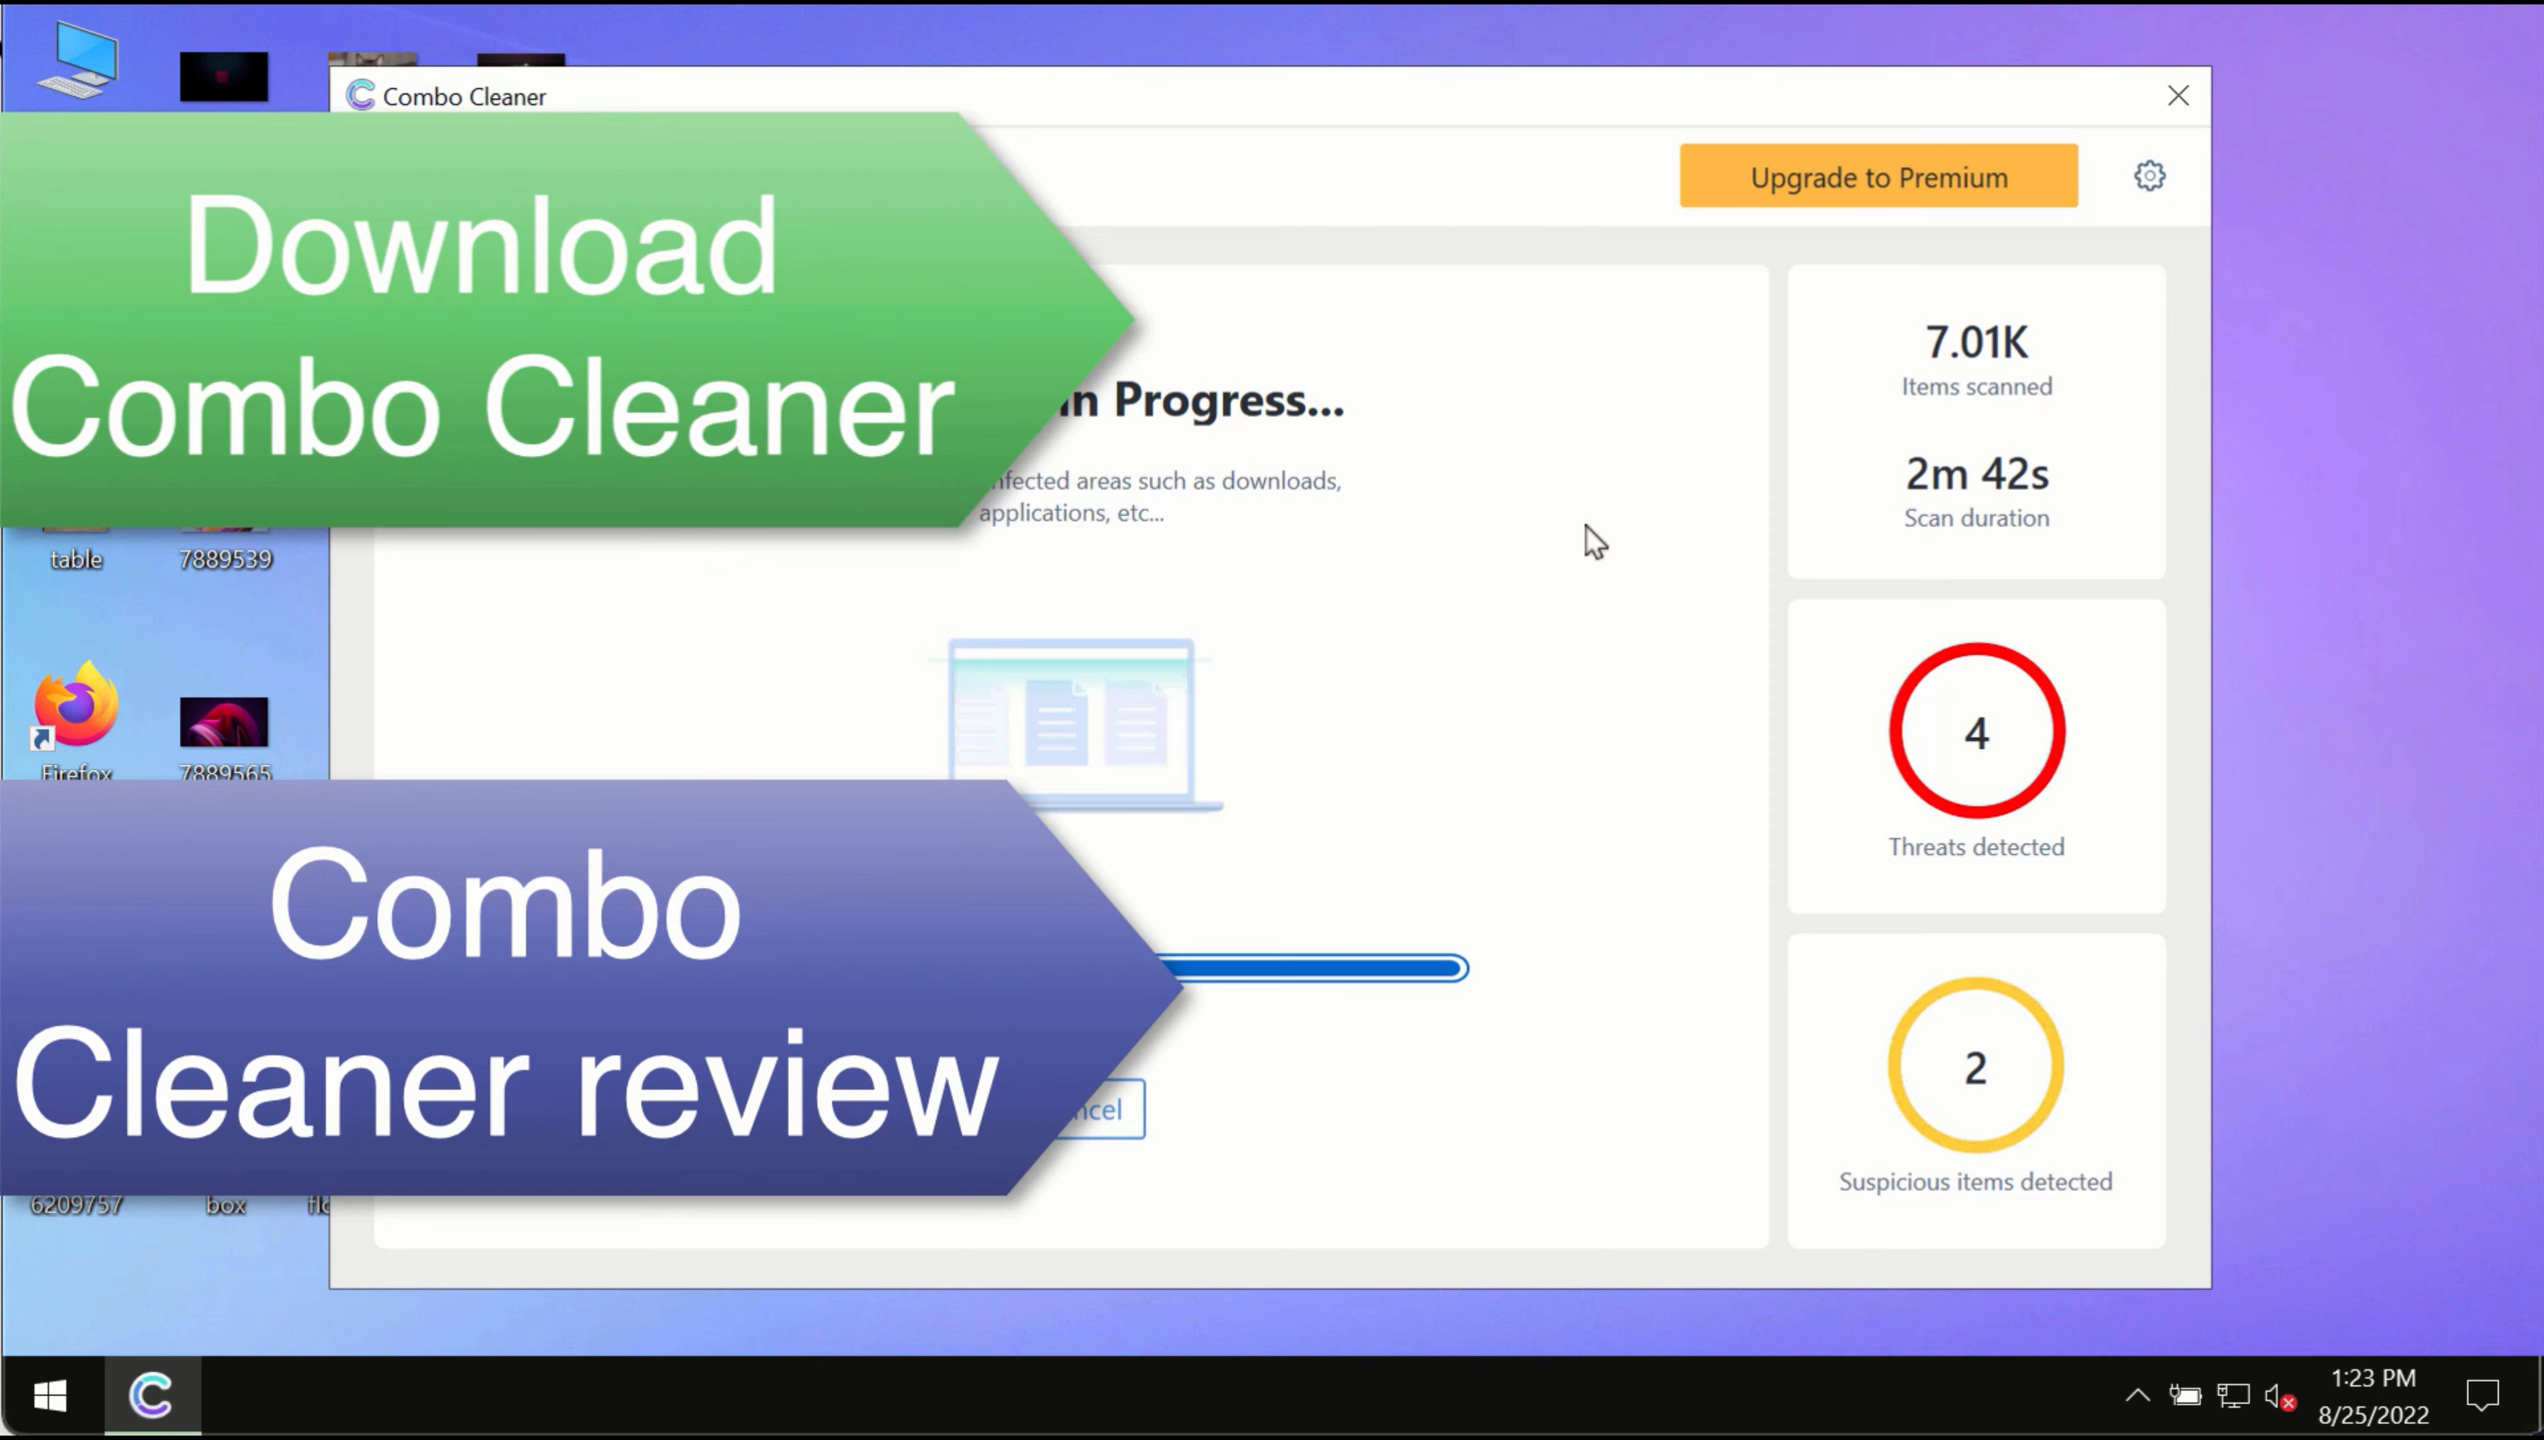 Combo Cleaner
Upgrade to Premium
Download
Combo Cleaner
in Progress...
nfected areas such as downloads,
applications, etc...
7.01K
Items scanned
2m 42s
Scan duration
table
7889539
4
Threats detected
Firefox
7889565
Combo
Cleaner review
ncel
2
Suspicious items detected
6209757
box
flo
1:23 PM
8/25/2022